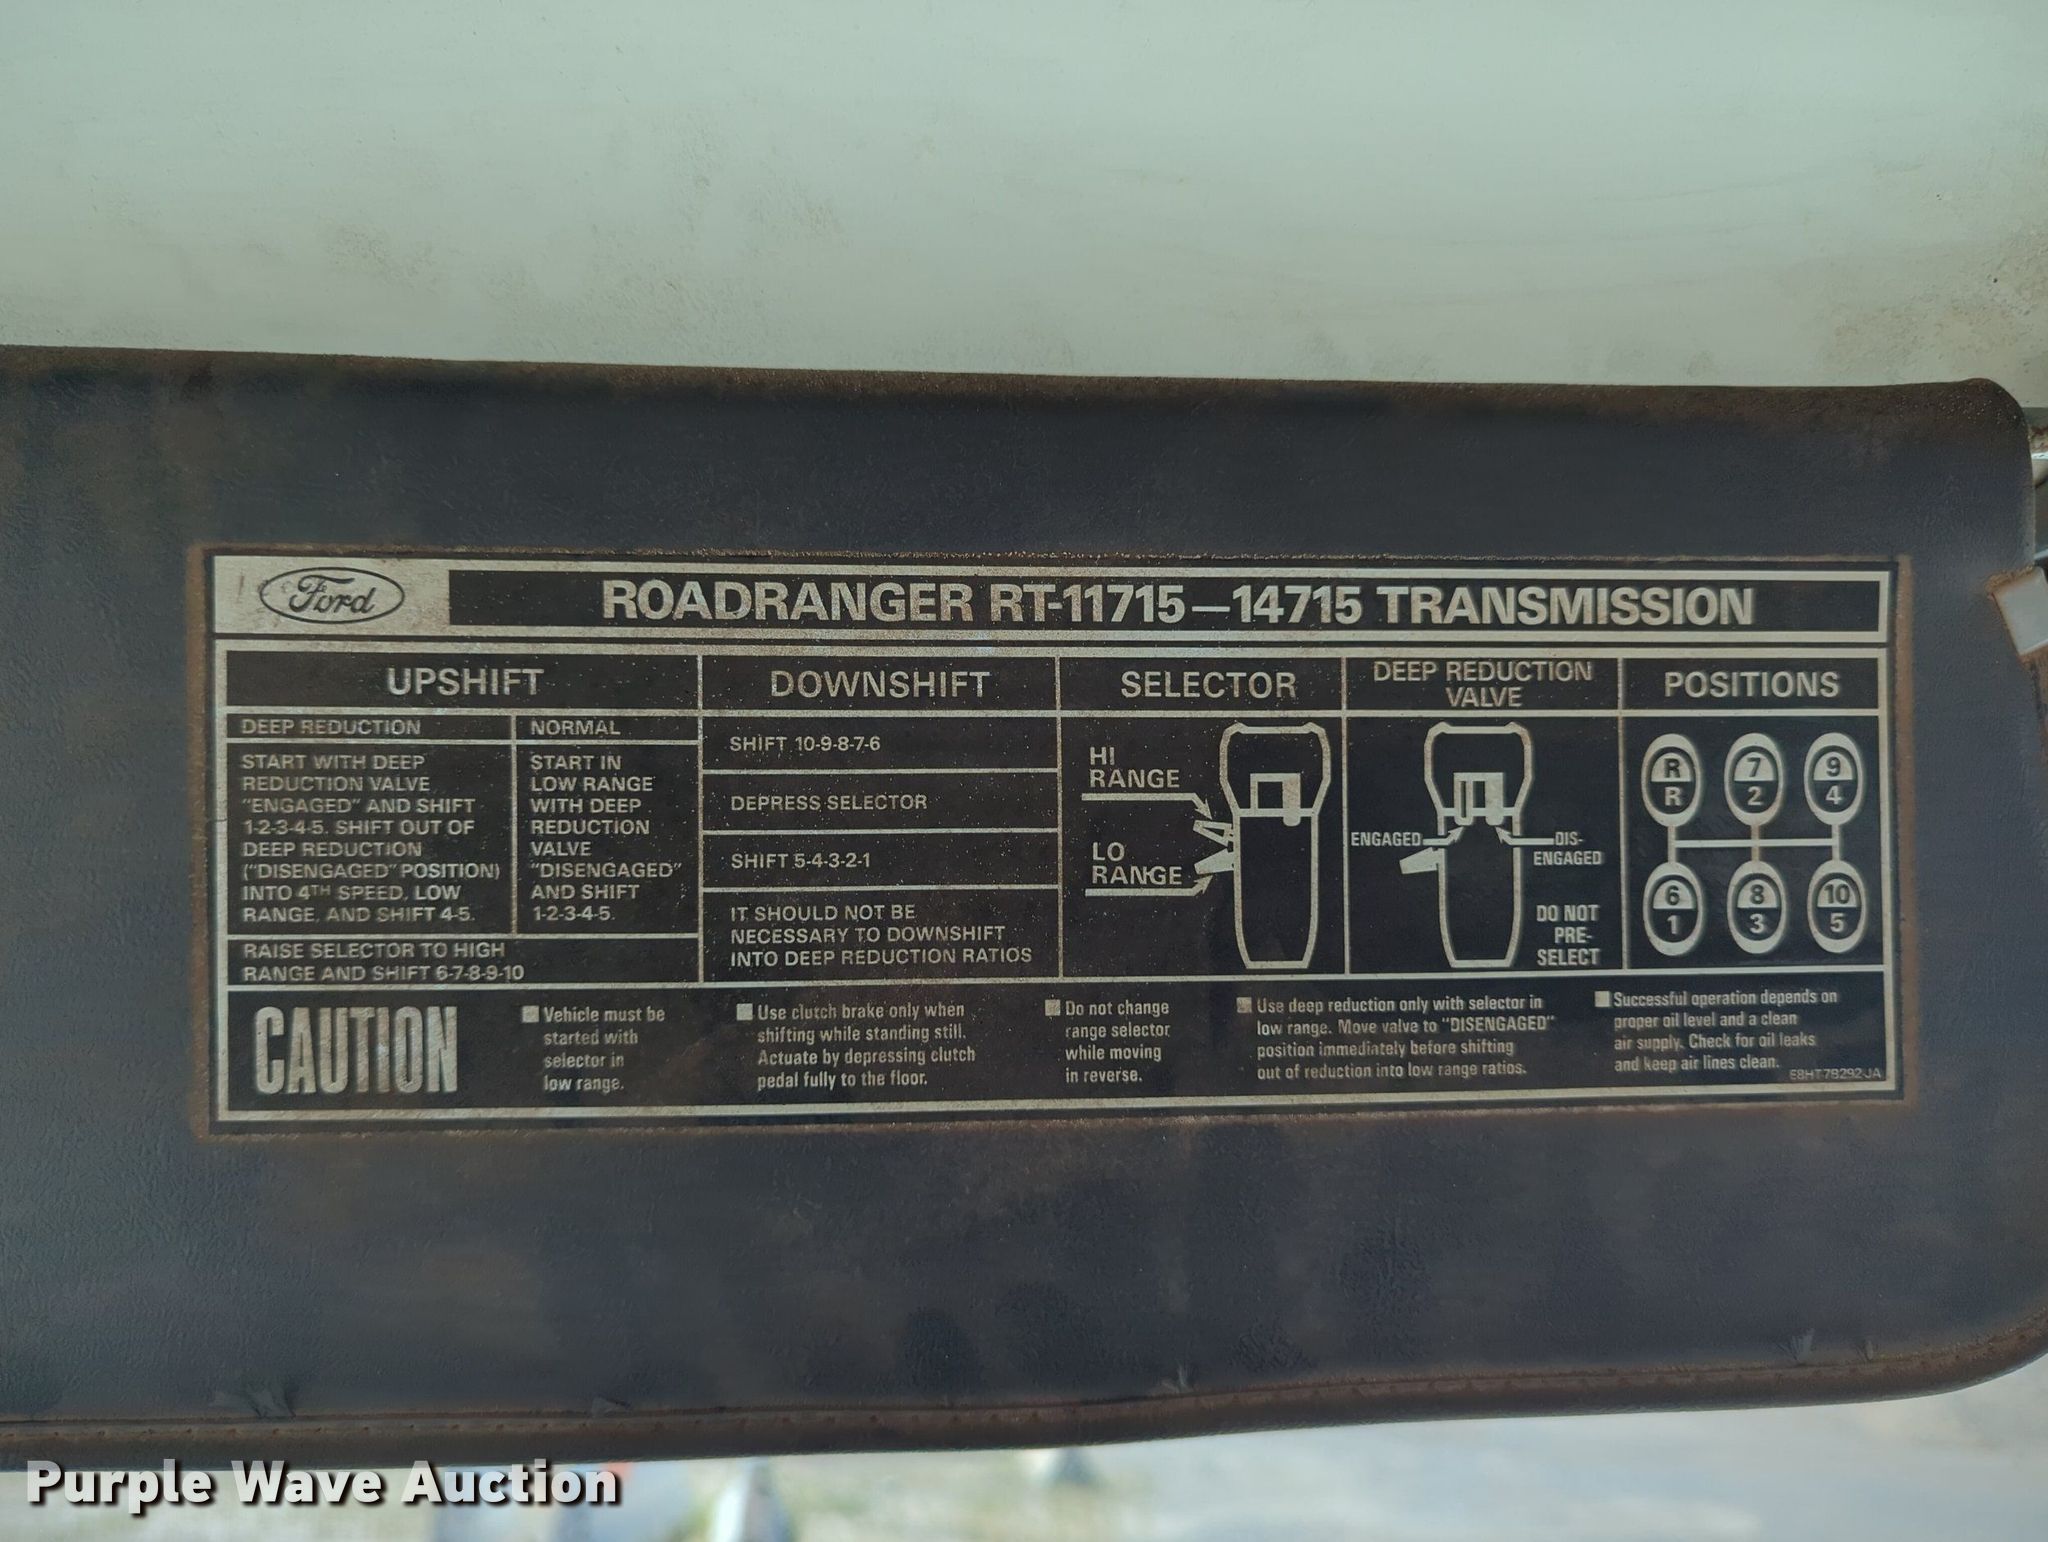 Ford
ROADRANGER RT-11715–14715 TRANSMISSION
UPSHIFT
DEEP REDUCTION
START WITH DEEP
REDUCTION VALVE
"ENGAGED" AND SHIFT
1-2-3-4-5. SHIFT OUT OF
DEEP REDUCTION
("DISENGAGED" POSITION)
INTO 4TH SPEED, LOW
RANGE, AND SHIFT 4-5.
NORMAL
START IN
LOW RANGE
WITH DEEP
REDUCTION
VALVE
"DISENGAGED"
AND SHIFT
1-2-3-4-5.
RAISE SELECTOR TO HIGH
RANGE AND SHIFT 6-7-8-9-10
DOWNSHIFT
SHIFT 10-9-8-7-6
DEPRESS SELECTOR
SHIFT 5-4-3-2-1
IT SHOULD NOT BE
NECESSARY TO DOWNSHIFT
INTO DEEP REDUCTION RATIOS
SELECTOR
HI
RANGE
LO
RANGE
DEEP REDUCTION
VALVE
ENGAGED
DIS-
ENGAGED
DO NOT
PRE-
SELECT
POSITIONS
R 7 9
R 2 4
6 8 10
1 3 5
CAUTION
Vehicle must be
started with
selector in
low range.
Use clutch brake only when
shifting while standing still.
Actuate by depressing clutch
pedal fully to the floor.
Do not change
range selector
while moving
in reverse.
Use deep reduction only with selector in
low range. Move valve to "DISENGAGED"
position immediately before shifting
out of reduction into low range ratios.
Successful operation depends on
proper oil level and a clean
air supply. Check for oil leaks
and keep air lines clean.
E8HT-7B292-JA
Purple Wave Auction